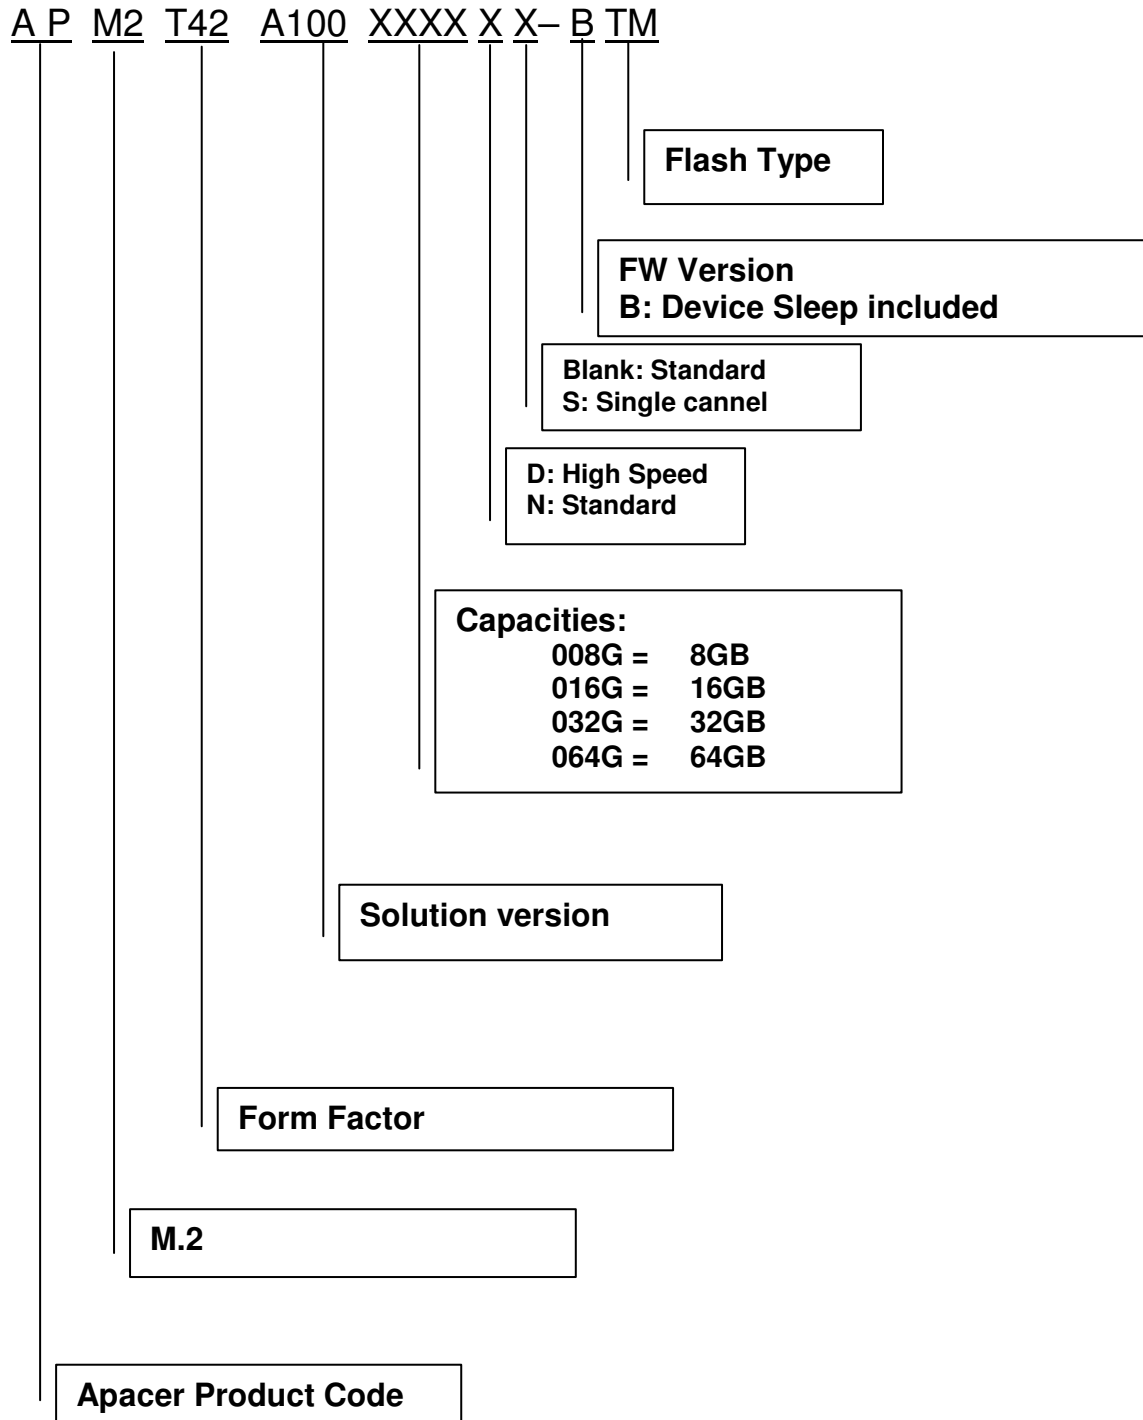 A P M2 T42 A100 XXXX X X– B TM
Flash Type
FW Version
B: Device Sleep included
Blank: Standard
S: Single cannel
D: High Speed
N: Standard
Capacities:
008G = 8GB
016G = 16GB
032G = 32GB
064G = 64GB
Solution version
Form Factor
M.2
Apacer Product Code